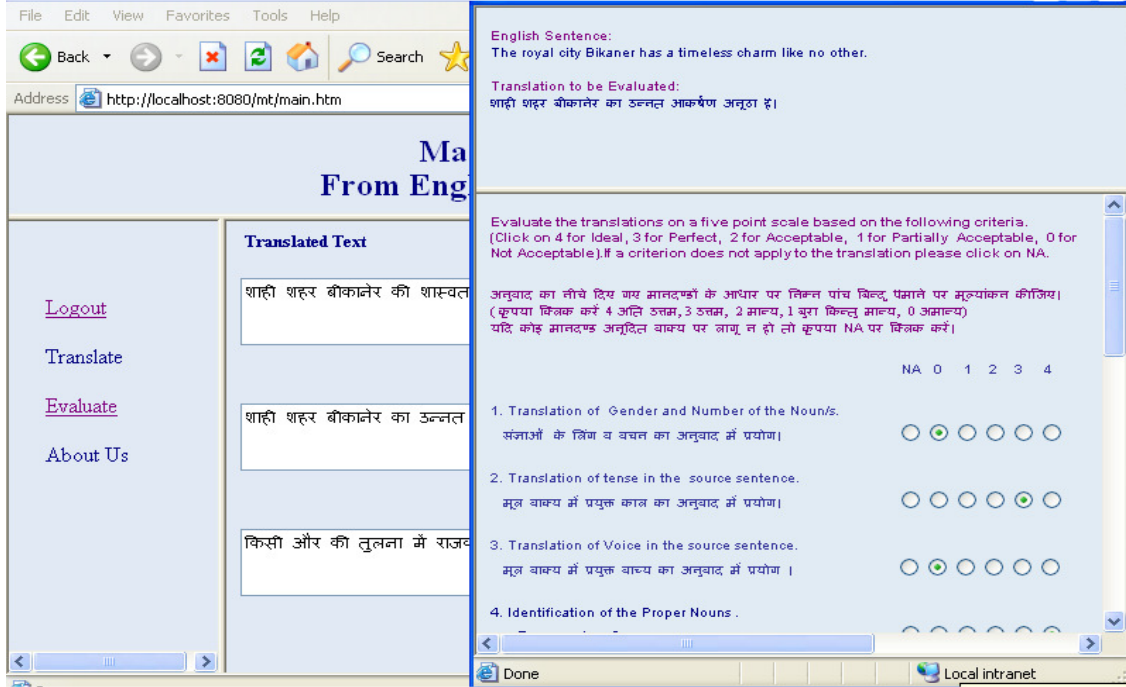 File Edit View Favorites Tools Help
Back Search
Address http://localhost:8080/mt/main.htm
Ma
From Engl
Logout
Translate
Evaluate
About Us
Translated Text
शाही शहर बीकानेर की शास्वत
शाही शहर बीकानेर का उन्नत
किसी और की तुलना में
English Sentence:
The royal city Bikaner has a timeless charm like no other.
Translation to be Evaluated:
शाही शहर बीकानेर का उन्नत आकर्षण अनूठा है।
Evaluate the translations on a five point scale based on the following criteria.
(Click on 4 for Ideal, 3 for Perfect, 2 for Acceptable, 1 for Partially Acceptable, 0 for
Not Acceptable).If a criterion does not apply to the translation please click on NA.
अनुवाद का नीचे दिए गए मानदण्डों के आधार पर निम्न पांच बिन्दु पैमाने पर मूल्यांकन कीजिए।
( कृपया क्लिक करें 4 अति उत्तम, 3 उत्तम, 2 मान्य, 1 बुरा किन्तु मान्य, 0 अमान्य)
यदि कोइ मानदण्ड अनूदित वाक्य पर लागू न हो तो कृपया NA पर क्लिक करें।
NA 0 1 2 3 4
1. Translation of Gender and Number of the Noun/s.
संज्ञाओं के लिंग व वचन का अनुवाद में प्रयोग।
2. Translation of tense in the source sentence.
मूल वाक्य में प्रयुक्त काल का अनुवाद में प्रयोग।
3. Translation of Voice in the source sentence.
मूल वाक्य में प्रयुक्त वाच्य का अनुवाद में प्रयोग ।
4. Identification of the Proper Nouns .
Done
Local intranet